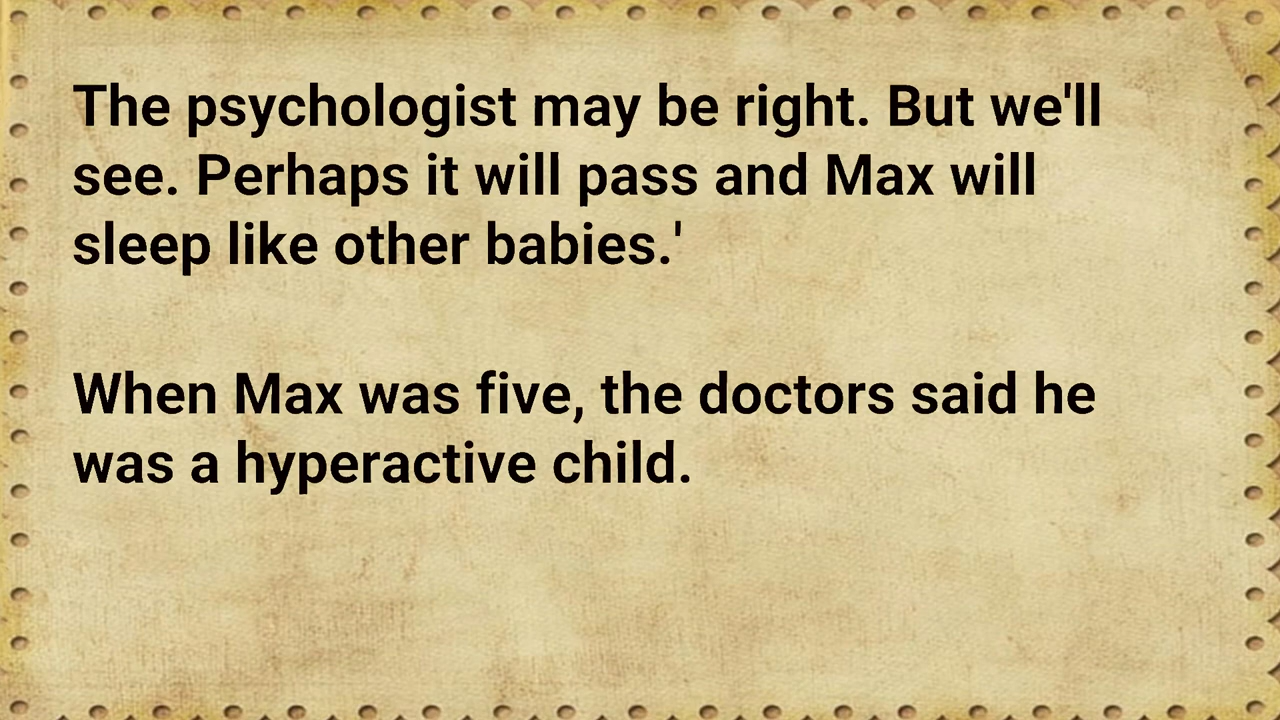 The psychologist may be right. But we'll
see. Perhaps it will pass and Max will
sleep like other babies.'
When Max was five, the doctors said he
was a hyperactive child.